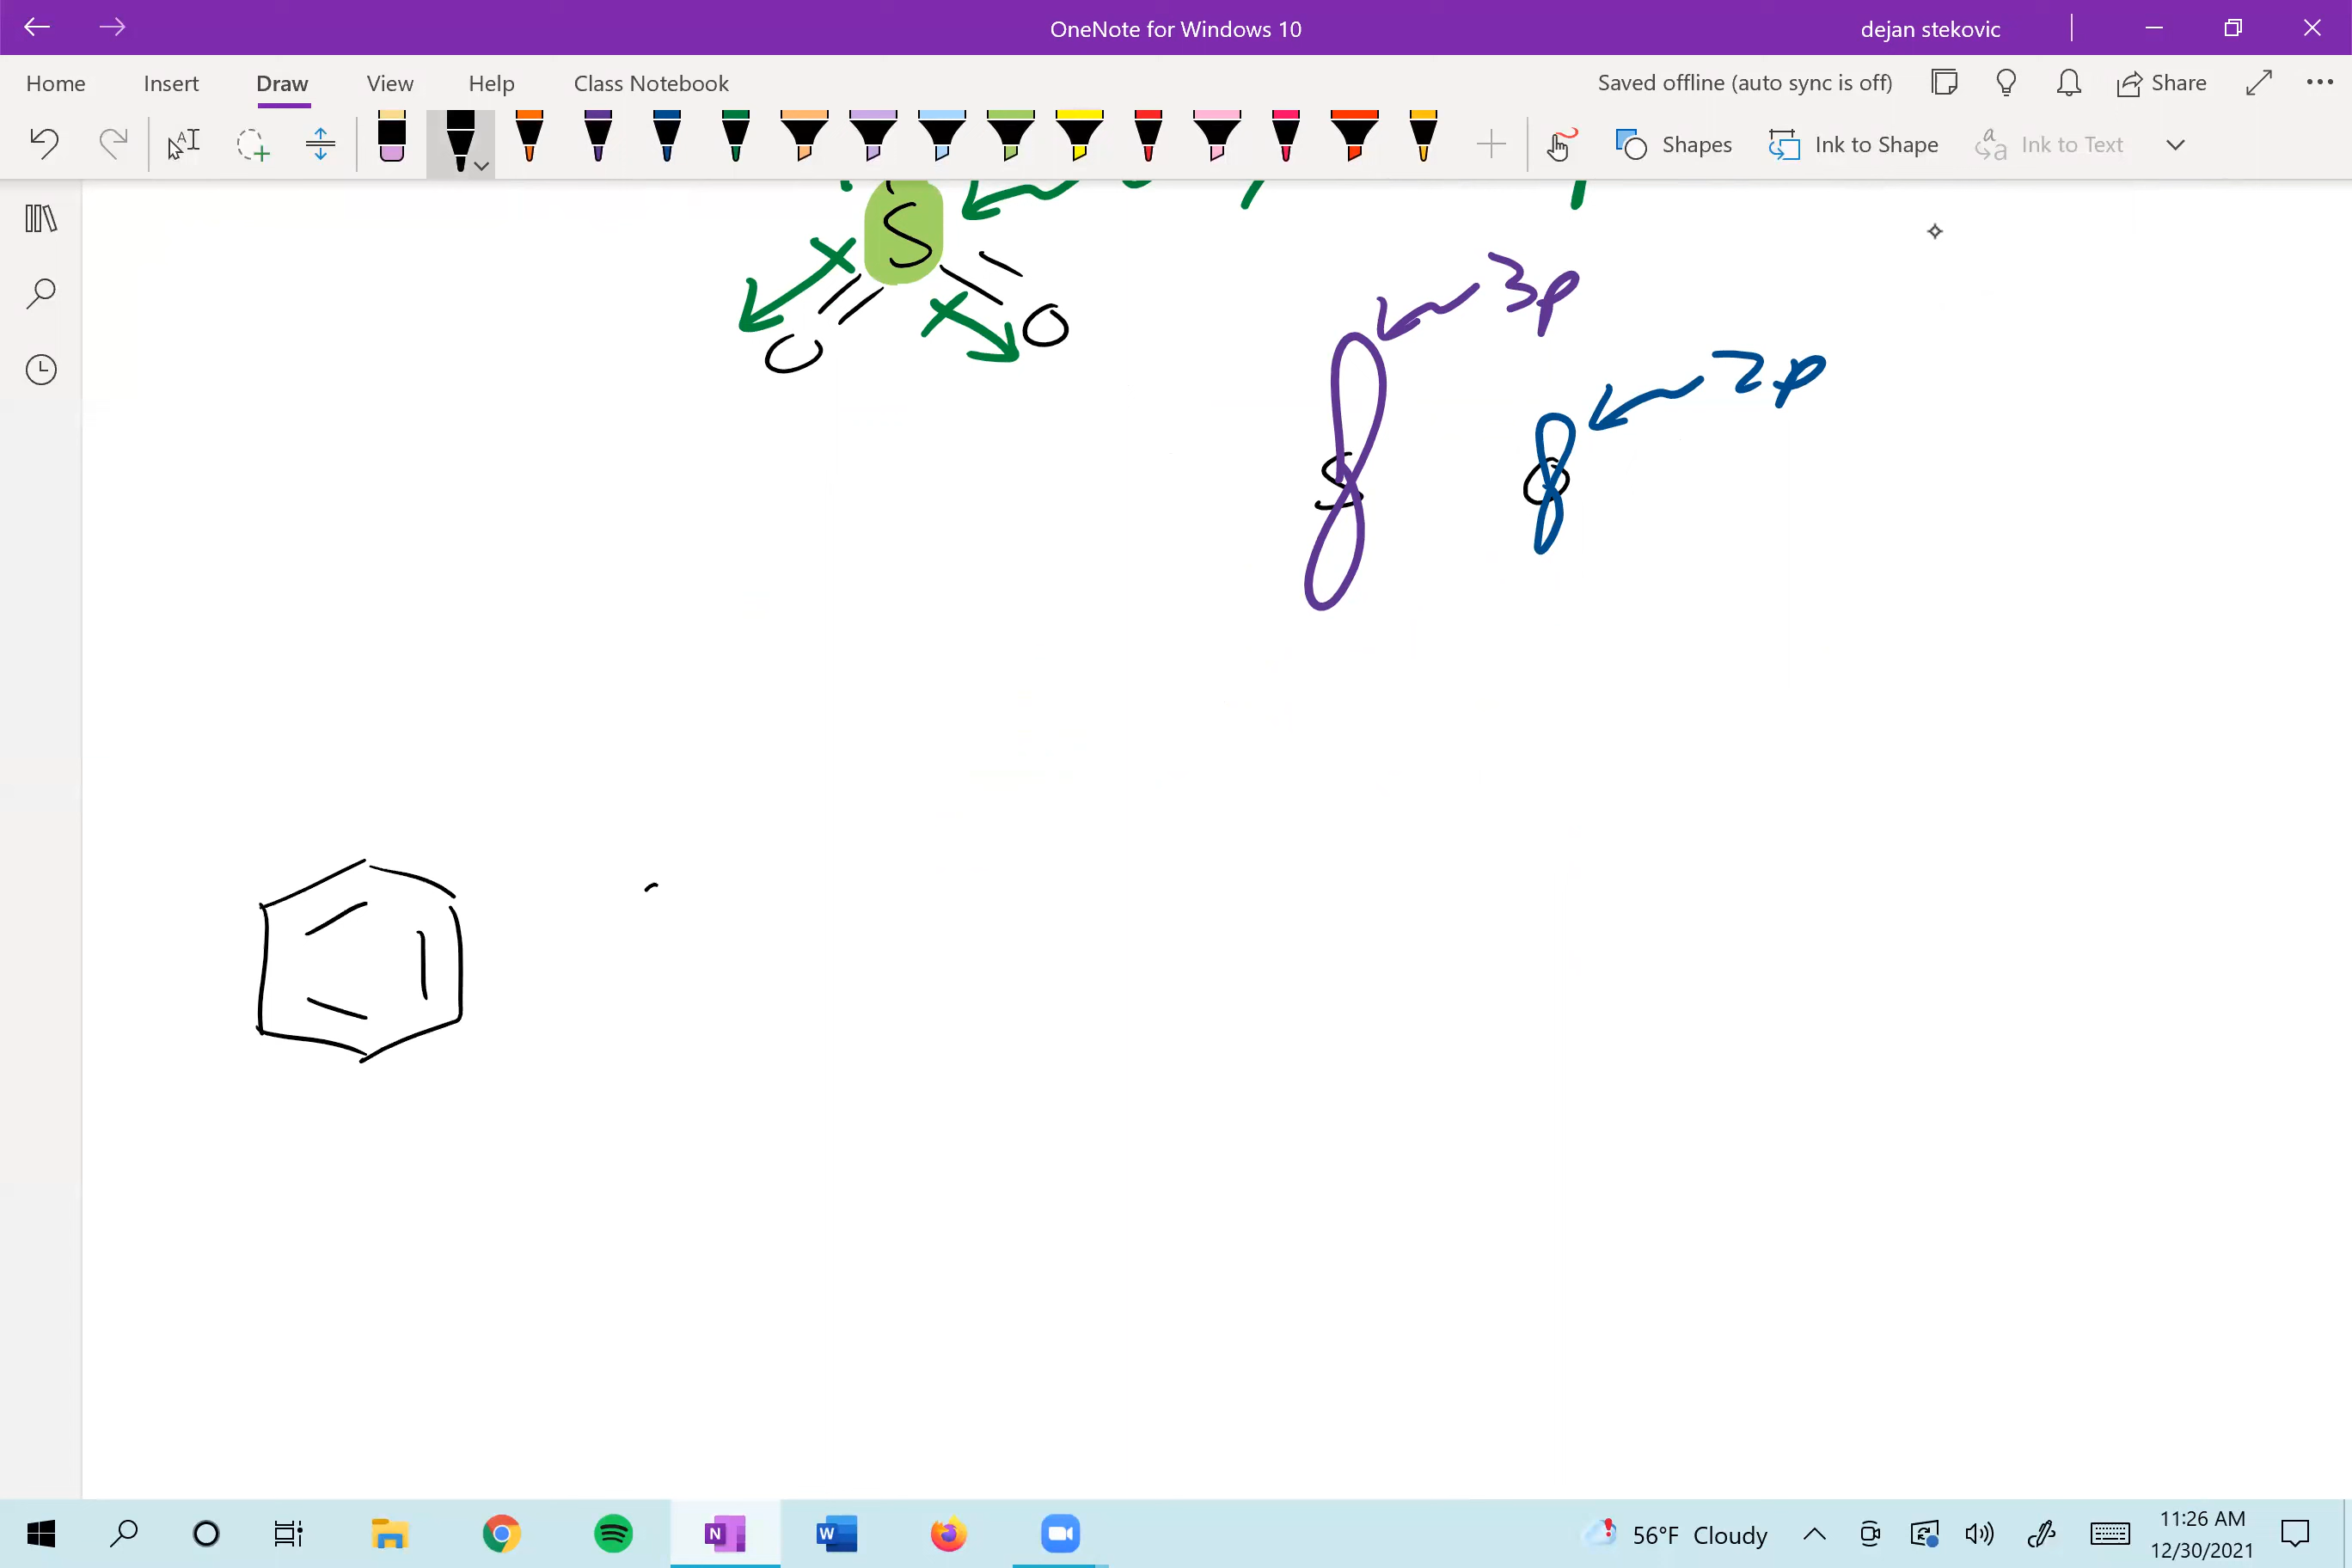 OneNote for Windows 10
dejan stekovic
Home Insert Draw View Help Class Notebook
Saved offline (auto sync is off) Share
Shapes Ink to Shape Ink to Text
S
O O
3p
2p
S O
56°F Cloudy
11:26 AM
12/30/2021